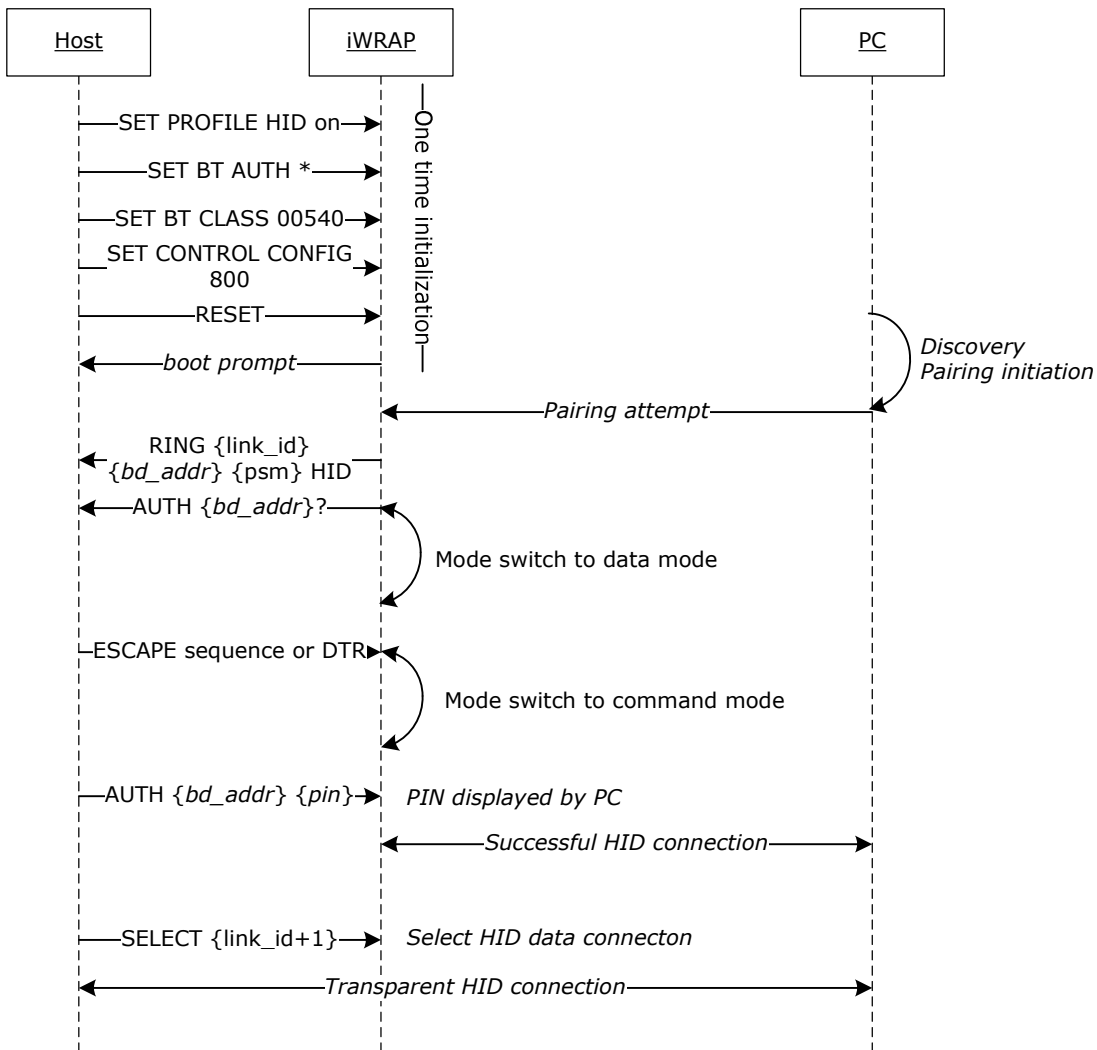 Host
iWRAP
PC
SET PROFILE HID on
SET BT AUTH *
SET BT CLASS 00540
SET CONTROL CONFIG
800
RESET
boot prompt
One time initialization
Discovery
Pairing initiation
Pairing attempt
RING {link_id}
{bd_addr} {psm} HID
AUTH {bd_addr}?
Mode switch to data mode
ESCAPE sequence or DTR
Mode switch to command mode
AUTH {bd_addr} {pin}
PIN displayed by PC
Successful HID connection
SELECT {link_id+1}
Select HID data connecton
Transparent HID connection